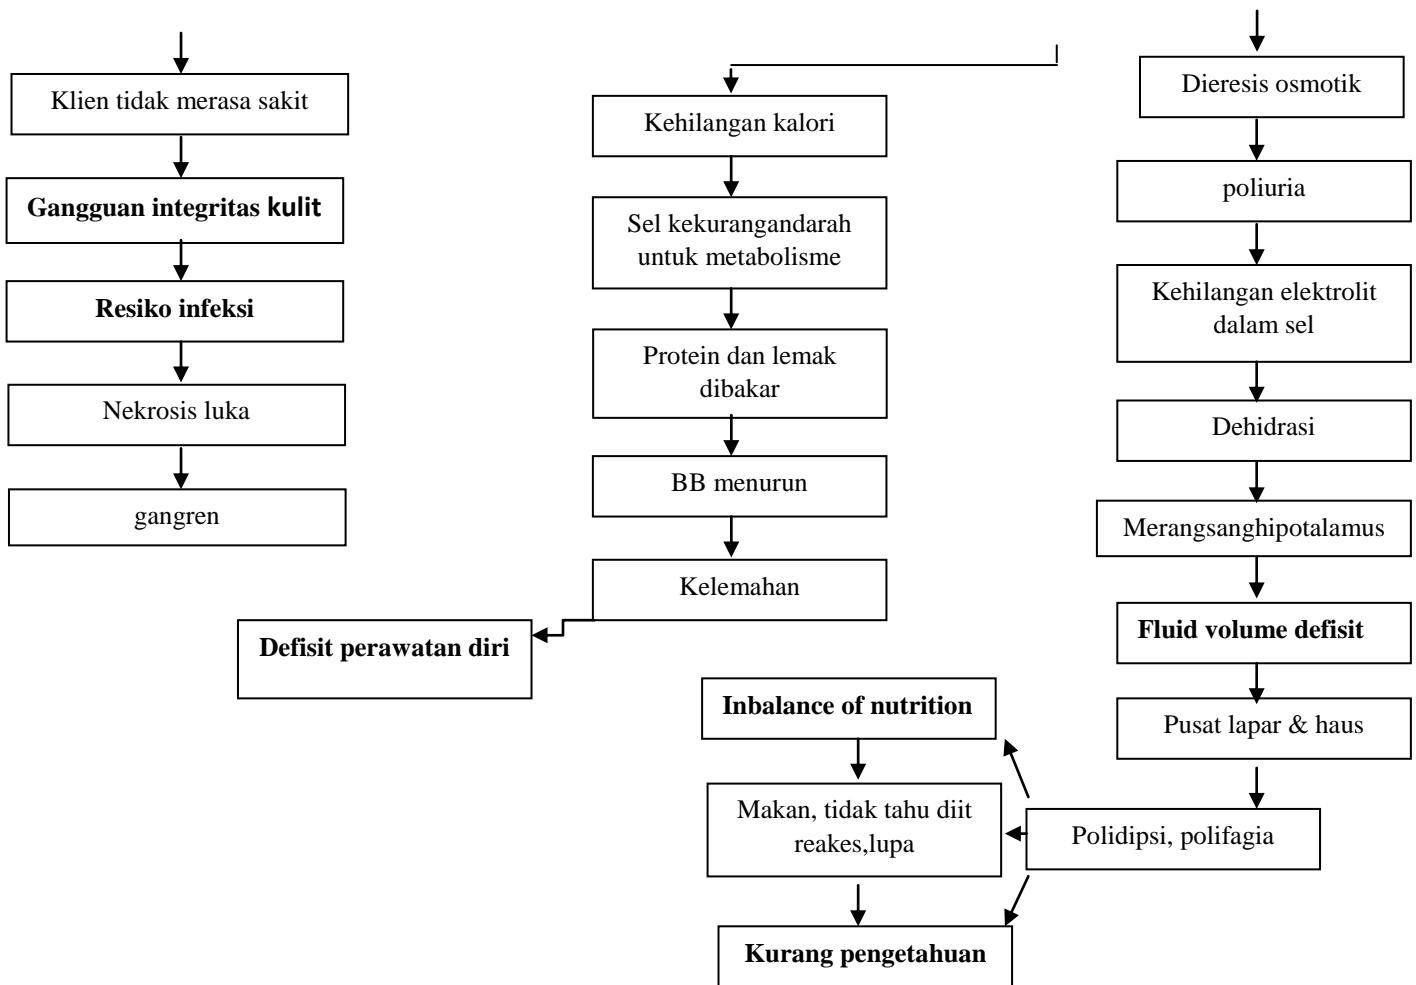 Klien tidak merasa sakit
Gangguan integritas kulit
Resiko infeksi
Nekrosis luka
gangren
Kehilangan kalori
Sel kekurangandarah
untuk metabolisme
Protein dan lemak
dibakar
BB menurun
Kelemahan
Defisit perawatan diri
Dieresis osmotik
poliuria
Kehilangan elektrolit
dalam sel
Dehidrasi
Merangsanghipotalamus
Fluid volume defisit
Pusat lapar & haus
Polidipsi, polifagia
Inbalance of nutrition
Makan, tidak tahu diit
reakes,lupa
Kurang pengetahuan